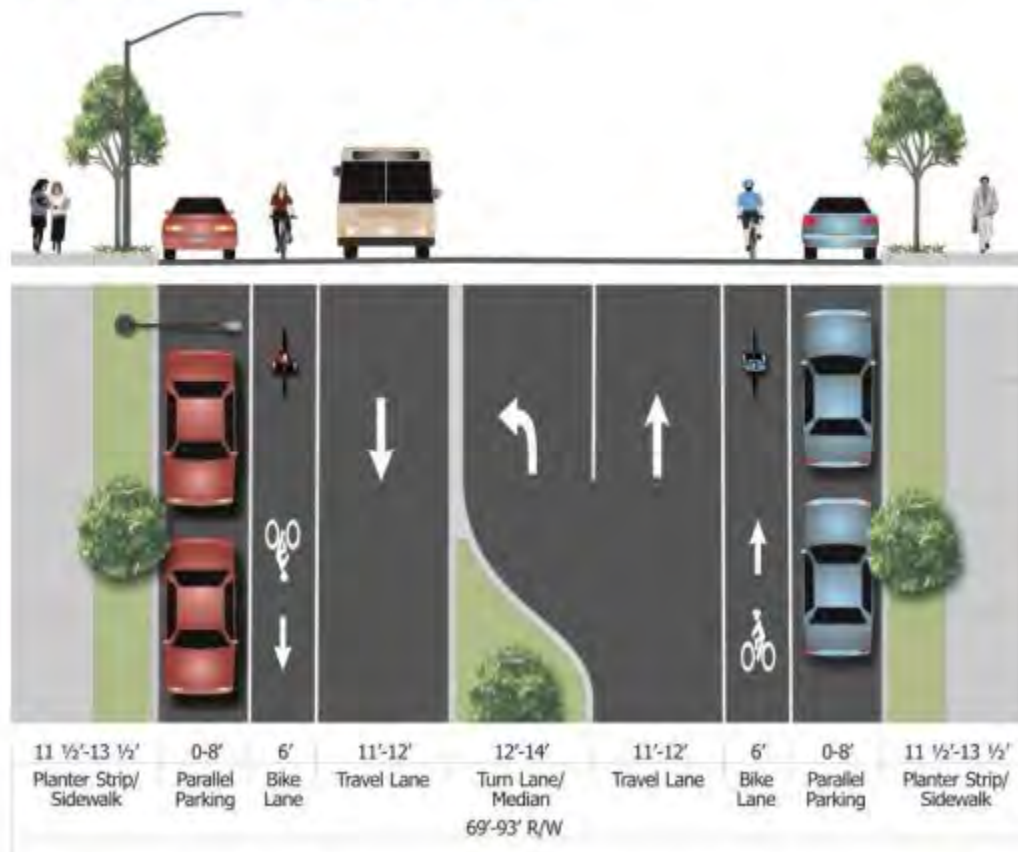 11 ½'-13 ½' 0-8' 6' 11'-12' 12'-14' 11'-12' 6' 0-8' 11 ½'-13 ½'
Planter Strip/ Parallel Bike Travel Lane Turn Lane/ Travel Lane Bike Parallel Planter Strip/
Sidewalk Parking Lane Median Lane Parking Sidewalk
69'-93' R/W